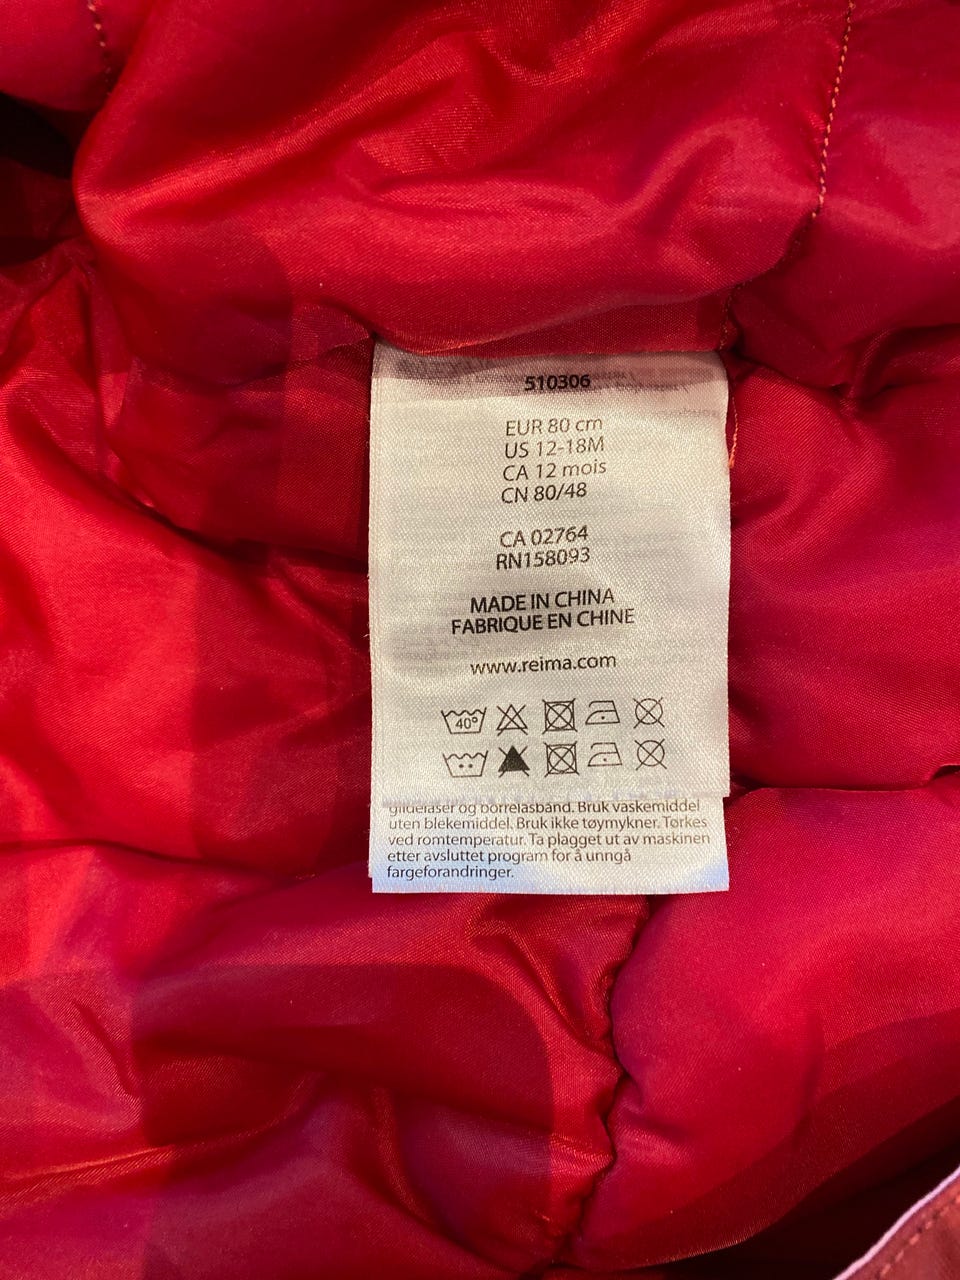 510306
EUR 80 cm
US 12-18M
CA 12 mois
CN 80/48
CA 02764
RN158093
MADE IN CHINA
FABRIQUE EN CHINE
www.reima.com
40°
glidelåser og borrelåsbånd. Bruk vaskemiddel
uten blekemiddel. Bruk ikke tøymykner. Tørkes
ved romtemperatur. Ta plagget ut av maskinen
etter avsluttet program for å unngå
fargeforandringer.